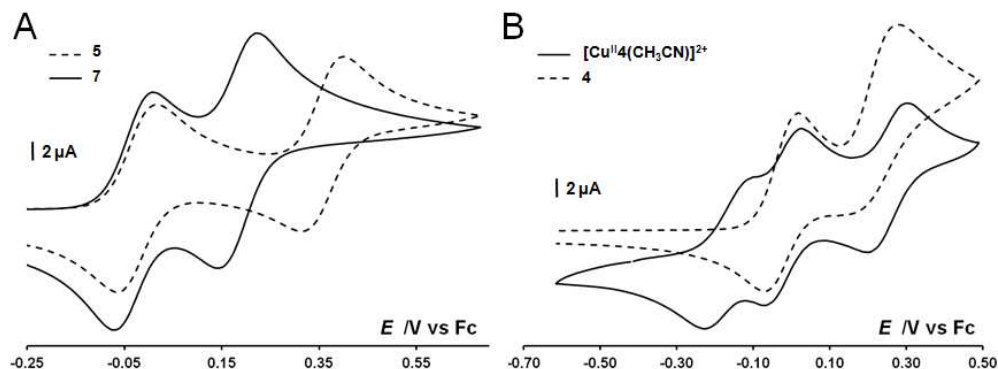 A
5
7
2 µA
E /V vs Fc
-0.25 -0.05 0.15 0.35 0.55
B
[Cuᴵᴵ4(CH₃CN)]²⁺
4
2 µA
E /V vs Fc
-0.70 -0.50 -0.30 -0.10 0.10 0.30 0.50